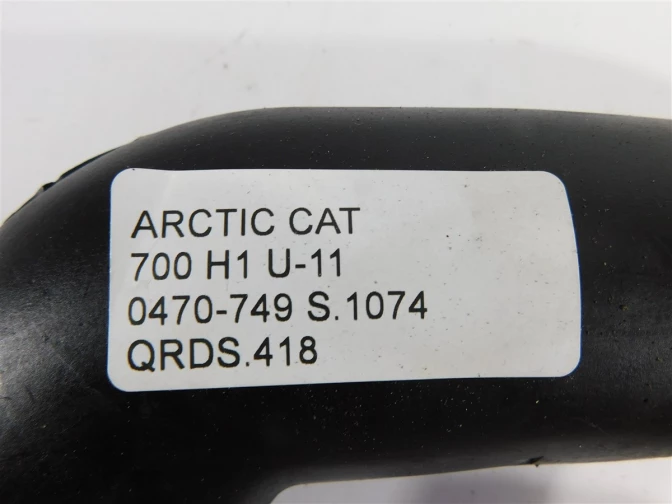 ARCTIC CAT
700 H1 U-11
0470-749 S.1074
QRDS.418